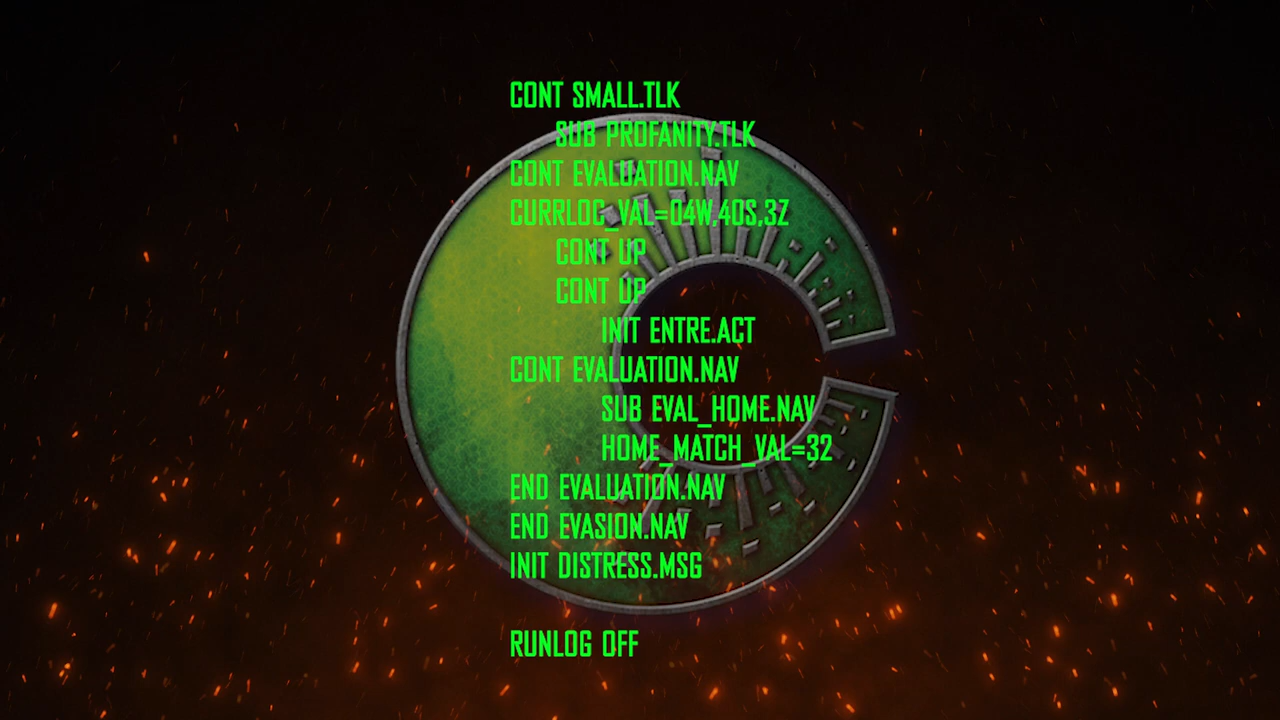 CONT SMALL.TLK
SUB PROFANITY.TLK
CONT EVALUATION.NAV
CURRLOC_VAL=04W,40S,3Z
CONT UP
CONT UP
INIT ENTRE.ACT
CONT EVALUATION.NAV
SUB EVAL_HOME.NAV
HOME_MATCH_VAL=32
END EVALUATION.NAV
END EVASION.NAV
INIT DISTRESS.MSG
RUNLOG OFF